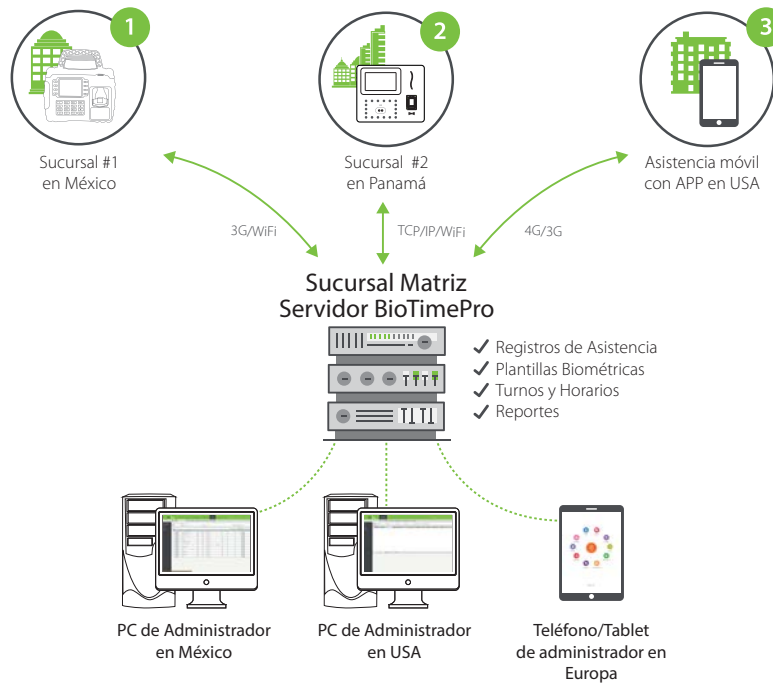 1
2
3
Sucursal #1
en México
Sucursal #2
en Panamá
Asistencia móvil
con APP en USA
3G/WiFi
TCP/IP/WiFi
4G/3G
Sucursal Matriz
Servidor BioTimePro
Registros de Asistencia
Plantillas Biométricas
Turnos y Horarios
Reportes
PC de Administrador
en México
PC de Administrador
en USA
Teléfono/Tablet
de administrador en
Europa